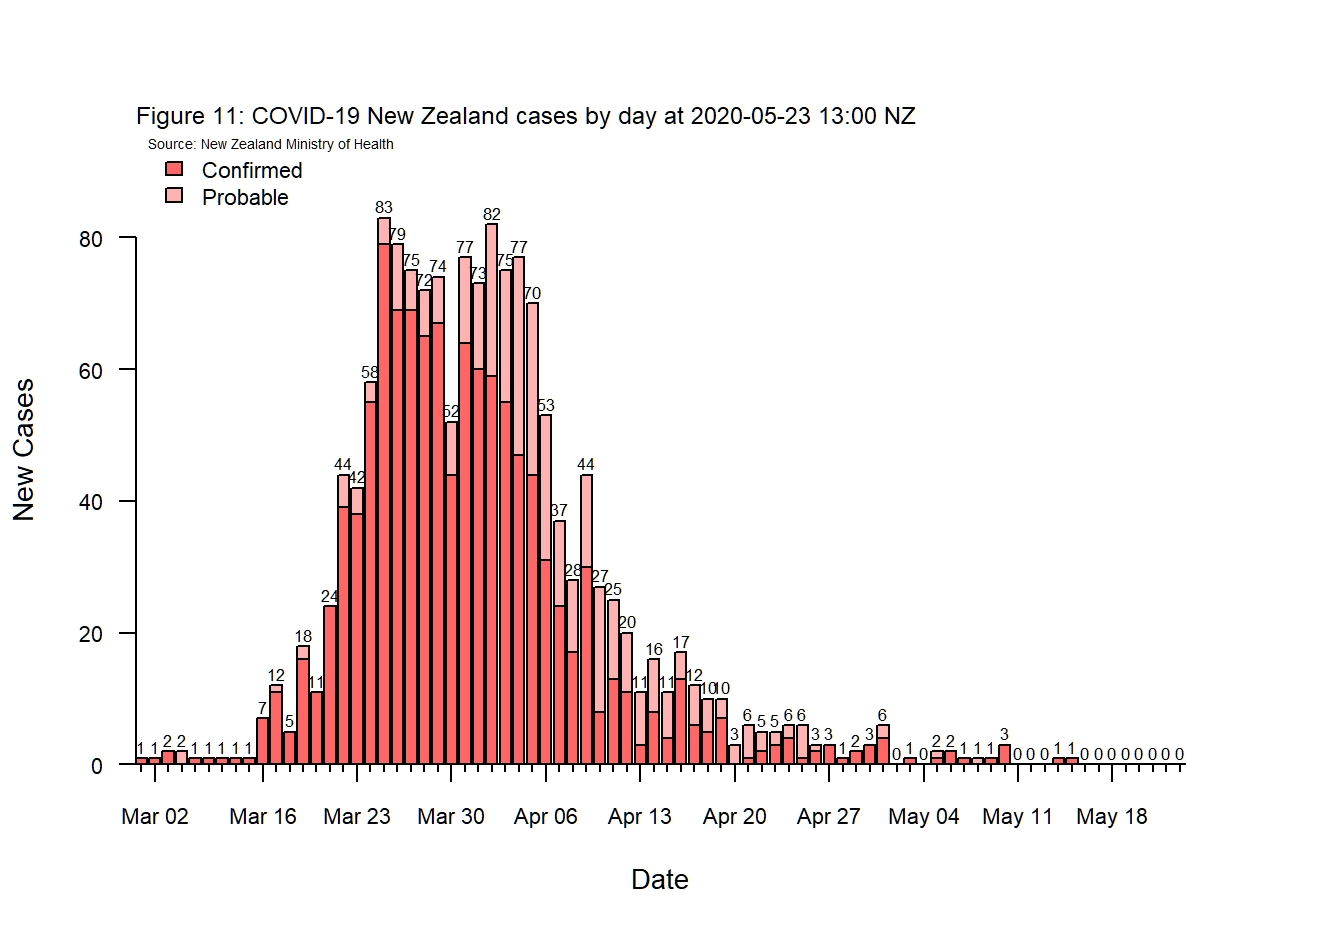 Figure 11: COVID-19 New Zealand cases by day at 2020-05-23 13:00 NZ
Source: New Zealand Ministry of Health
Confirmed
Probable
New Cases
80
60
40
20
0
1 1 2 2 1 1 1 1 1 7 12 5 18 11 24 44 42 58 83 79 75 72 74 52 77 73 82 75 77 70 53 37 28 44 27 25 20 11 16 11 17 12 10 10 3 6 5 5 6 6 3 3 1 2 3 6 0 1 0 2 2 1 1 1 3 0 0 0 1 1 0 0 0 0 0 0 0 0
Mar 02 Mar 16 Mar 23 Mar 30 Apr 06 Apr 13 Apr 20 Apr 27 May 04 May 11 May 18
Date